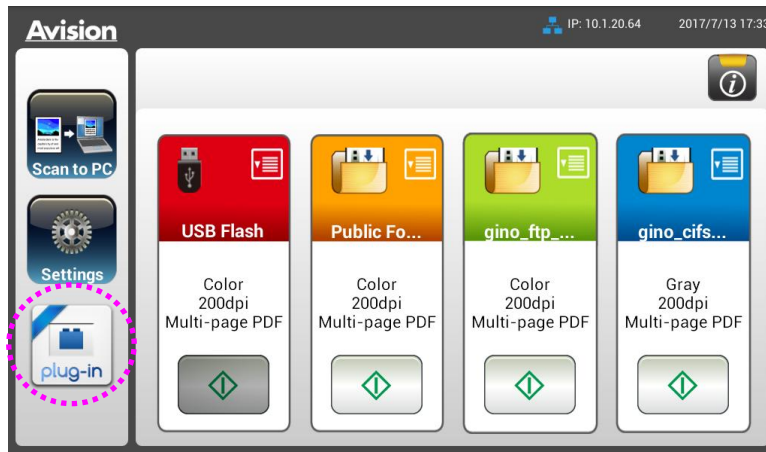 Avision
IP: 10.1.20.64
2017/7/13 17:33
i
Scan to PC
Settings
plug-in
USB Flash
Color
200dpi
Multi-page PDF
Public Fo...
Color
200dpi
Multi-page PDF
gino_ftp_...
Color
200dpi
Multi-page PDF
gino_cifs...
Gray
200dpi
Multi-page PDF